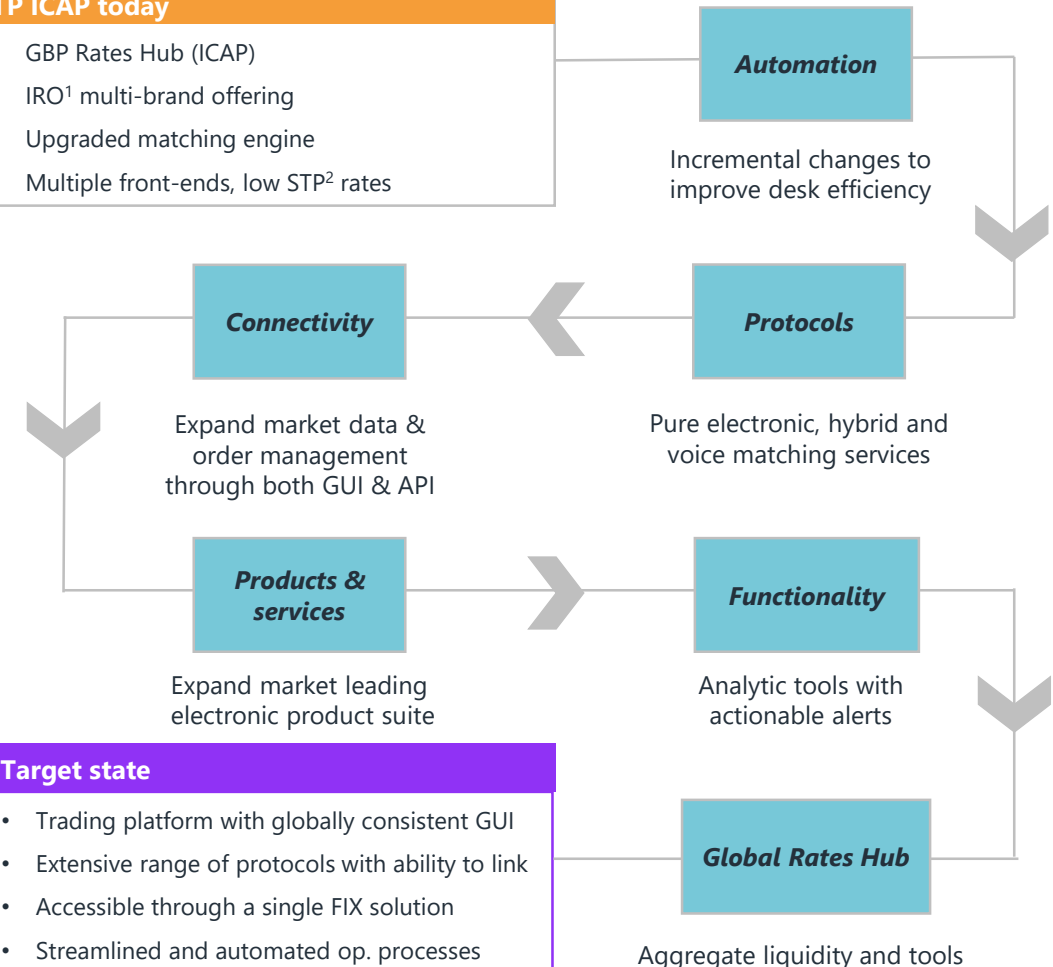 TP ICAP today
GBP Rates Hub (ICAP)
IRO¹ multi-brand offering
Upgraded matching engine
Multiple front-ends, low STP² rates
Automation
Incremental changes to
improve desk efficiency
Protocols
Pure electronic, hybrid and
voice matching services
Connectivity
Expand market data &
order management
through both GUI & API
Products &
services
Expand market leading
electronic product suite
Functionality
Analytic tools with
actionable alerts
Global Rates Hub
Aggregate liquidity and tools
Target state
• Trading platform with globally consistent GUI
• Extensive range of protocols with ability to link
• Accessible through a single FIX solution
• Streamlined and automated op. processes